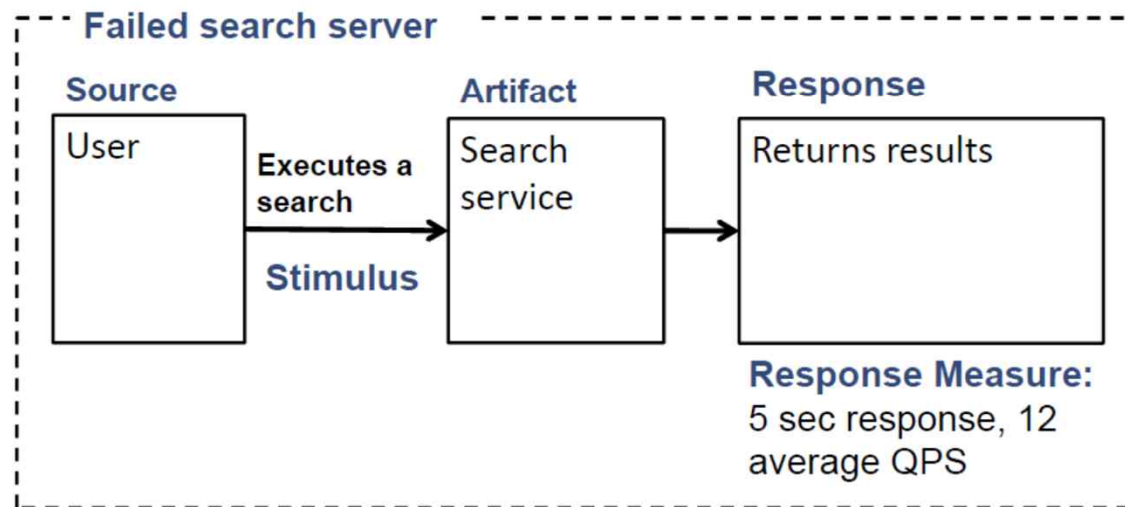 Failed search server
Source
Artifact
Response
User
Executes a
search
Search
service
Returns results
Stimulus
Response Measure:
5 sec response, 12
average QPS